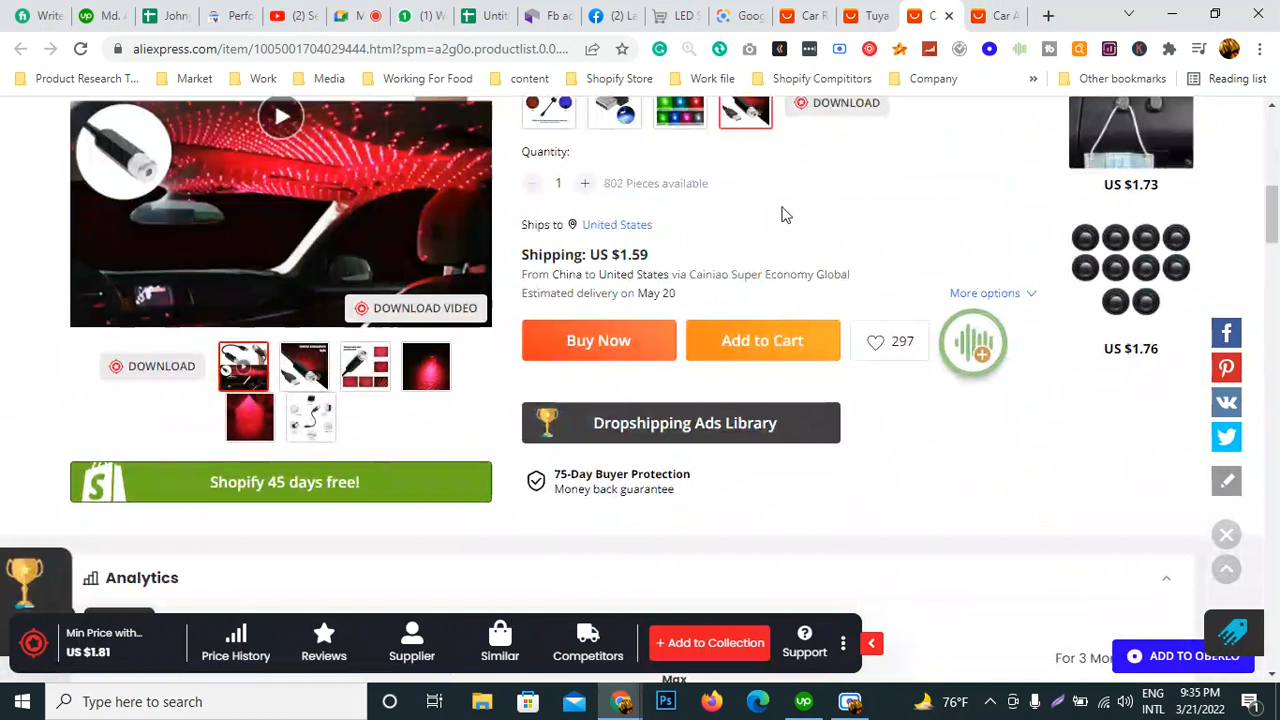 Write
Md.
Johny
Perfo
(2) Se
M
(1) W
Untitl
Fb ac
(2) La
LED S
Goog
Car R
Tuya
C
Car A
aliexpress.com/item/1005001704029444.html?spm=a2g0o.productlist.0.0....
Product Research T...
Market
Work
Media
Working For Food
content
Shopify Store
Work file
Shopify Compititors
Company
»
Other bookmarks
Reading list
DOWNLOAD
Quantity:
1
802 Pieces available
Ships to United States
Shipping: US $1.59
From China to United States via Cainiao Super Economy Global
Estimated delivery on May 20
More options
Buy Now
Add to Cart
297
Dropshipping Ads Library
75-Day Buyer Protection
Money back guarantee
DOWNLOAD VIDEO
DOWNLOAD
Shopify 45 days free!
US $1.73
US $1.76
Analytics
Min Price with...
US $1.81
Price History
Reviews
Supplier
Similar
Competitors
+ Add to Collection
Support
For 3 Mon
ADD TO OBERLO
Max
Type here to search
76°F
ENG
INTL
9:35 PM
3/21/2022
1